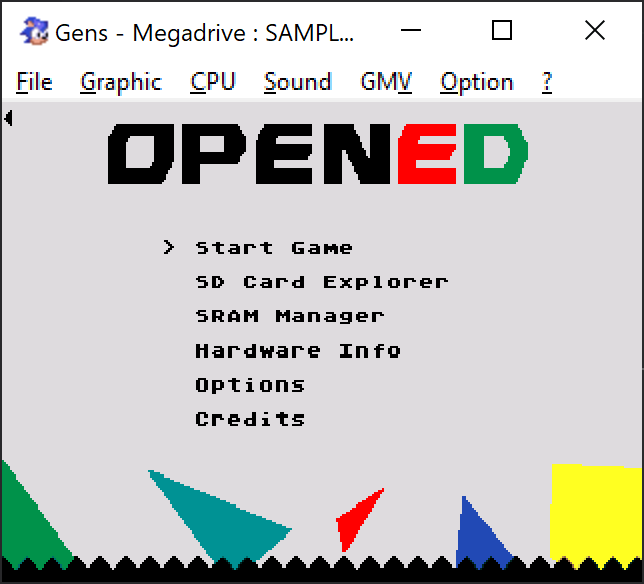 Gens - Megadrive : SAMPL...
File Graphic CPU Sound GMV Option ?
OPENED
> Start Game
SD Card Explorer
SRAM Manager
Hardware Info
Options
Credits